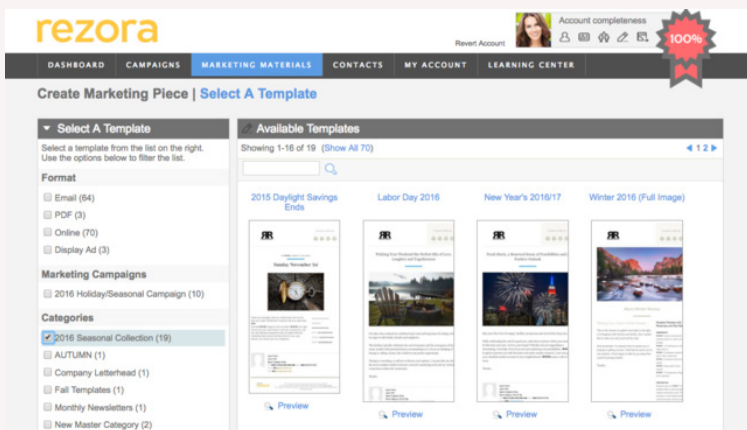 rezora
Account completeness
Revert Account
100%
DASHBOARD CAMPAIGNS MARKETING MATERIALS CONTACTS MY ACCOUNT LEARNING CENTER
Create Marketing Piece | Select A Template
Select A Template
Select a template from the list on the right.
Use the options below to filter the list.
Format
Email (64)
PDF (3)
Online (70)
Display Ad (3)
Marketing Campaigns
2016 Holiday/Seasonal Campaign (10)
Categories
2016 Seasonal Collection (19)
AUTUMN (1)
Company Letterhead (1)
Fall Templates (1)
Monthly Newsletters (1)
New Master Category (2)
Available Templates
Showing 1-16 of 19 (Show All 70)
1 2
2015 Daylight Savings
Ends
Labor Day 2016
New Year's 2016/17
Winter 2016 (Full Image)
Sunday November 1st
Preview
Preview
Preview
Preview